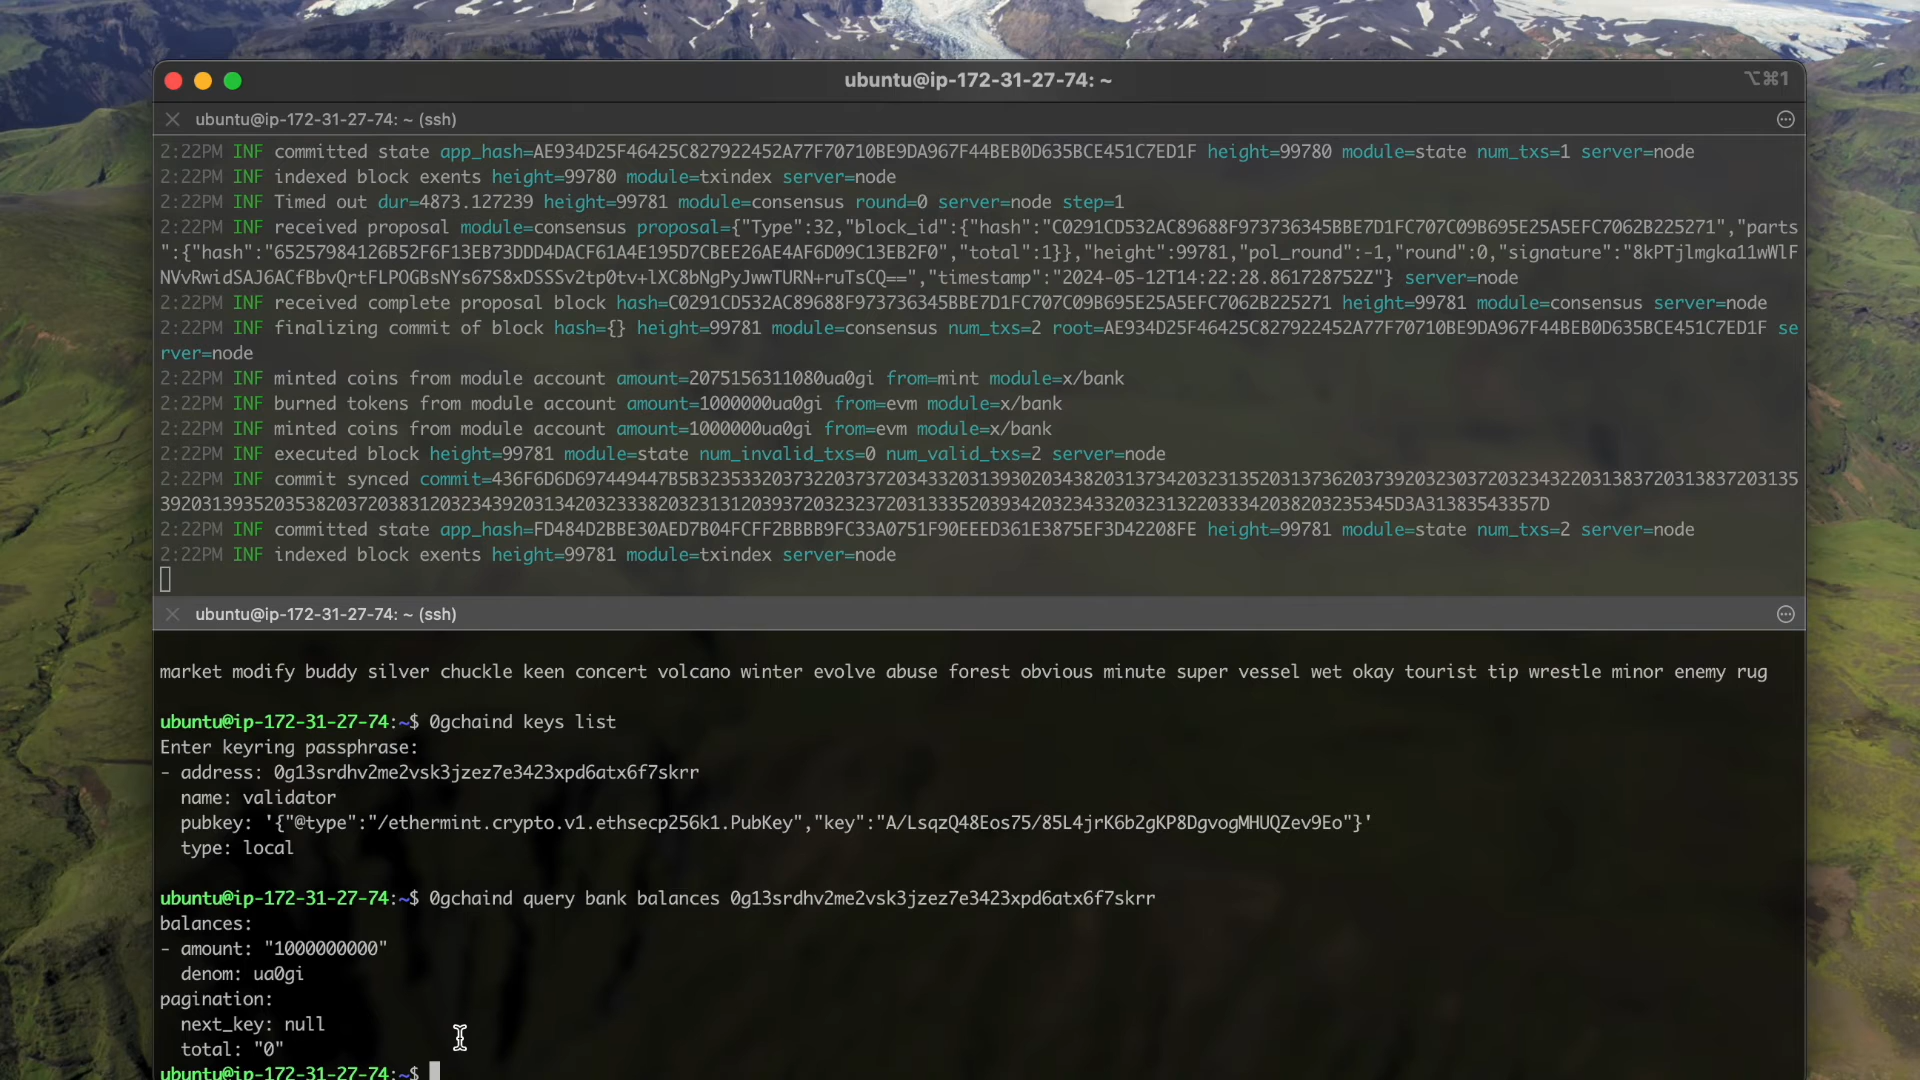 ubuntu@ip-172-31-27-74: ~
⌥⌘1
ubuntu@ip-172-31-27-74: ~ (ssh)
2:22PM INF committed state app_hash=AE934D25F46425C827922452A77F70710BE9DA967F44BEB0D635BCE451C7ED1F height=99780 module=state num_txs=1 server=node
2:22PM INF indexed block exents height=99780 module=txindex server=node
2:22PM INF Timed out dur=4873.127239 height=99781 module=consensus round=0 server=node step=1
2:22PM INF received proposal module=consensus proposal={"Type":32,"block_id":{"hash":"C0291CD532AC89688F973736345BBE7D1FC707C09B695E25A5EFC7062B225271","parts
":{"hash":"65257984126B52F6F13EB73DDD4DACF61A4E195D7CBEE26AE4AF6D09C13EB2F0","total":1}},"height":99781,"pol_round":-1,"round":0,"signature":"8kPTjlmgka11wWlF
NVvRwidSAJ6ACfBbvQrtFLPOGBsNYs67S8xDSSSv2tp0tv+lXC8bNgPyJwwTURN+ruTsCQ==","timestamp":"2024-05-12T14:22:28.861728752Z"} server=node
2:22PM INF received complete proposal block hash=C0291CD532AC89688F973736345BBE7D1FC707C09B695E25A5EFC7062B225271 height=99781 module=consensus server=node
2:22PM INF finalizing commit of block hash={} height=99781 module=consensus num_txs=2 root=AE934D25F46425C827922452A77F70710BE9DA967F44BEB0D635BCE451C7ED1F se
rver=node
2:22PM INF minted coins from module account amount=2075156311080ua0gi from=mint module=x/bank
2:22PM INF burned tokens from module account amount=1000000ua0gi from=evm module=x/bank
2:22PM INF minted coins from module account amount=1000000ua0gi from=evm module=x/bank
2:22PM INF executed block height=99781 module=state num_invalid_txs=0 num_valid_txs=2 server=node
2:22PM INF commit synced commit=436F6D6D697449447B5B3235332037322037372034332031393020343820313734203231352031373620373920323037203234322031383720313837203135
39203139352035382037203831203234392031342032333820323131203937203232372031333520393420323433203231322033342038203235345D3A31383543357D
2:22PM INF committed state app_hash=FD484D2BBE30AED7B04FCFF2BBBB9FC33A0751F90EEED361E3875EF3D42208FE height=99781 module=state num_txs=2 server=node
2:22PM INF indexed block exents height=99781 module=txindex server=node
ubuntu@ip-172-31-27-74: ~ (ssh)
market modify buddy silver chuckle keen concert volcano winter evolve abuse forest obvious minute super vessel wet okay tourist tip wrestle minor enemy rug
ubuntu@ip-172-31-27-74:~$ 0gchaind keys list
Enter keyring passphrase:
- address: 0g13srdhv2me2vsk3jzez7e3423xpd6atx6f7skrr
name: validator
pubkey: '{"@type":"/ethermint.crypto.v1.ethsecp256k1.PubKey","key":"A/LsqzQ48Eos75/85L4jrK6b2gKP8DgvogMHUQZev9Eo"}'
type: local
ubuntu@ip-172-31-27-74:~$ 0gchaind query bank balances 0g13srdhv2me2vsk3jzez7e3423xpd6atx6f7skrr
balances:
- amount: "1000000000"
denom: ua0gi
pagination:
next_key: null
total: "0"
ubuntu@ip-172-31-27-74:~$